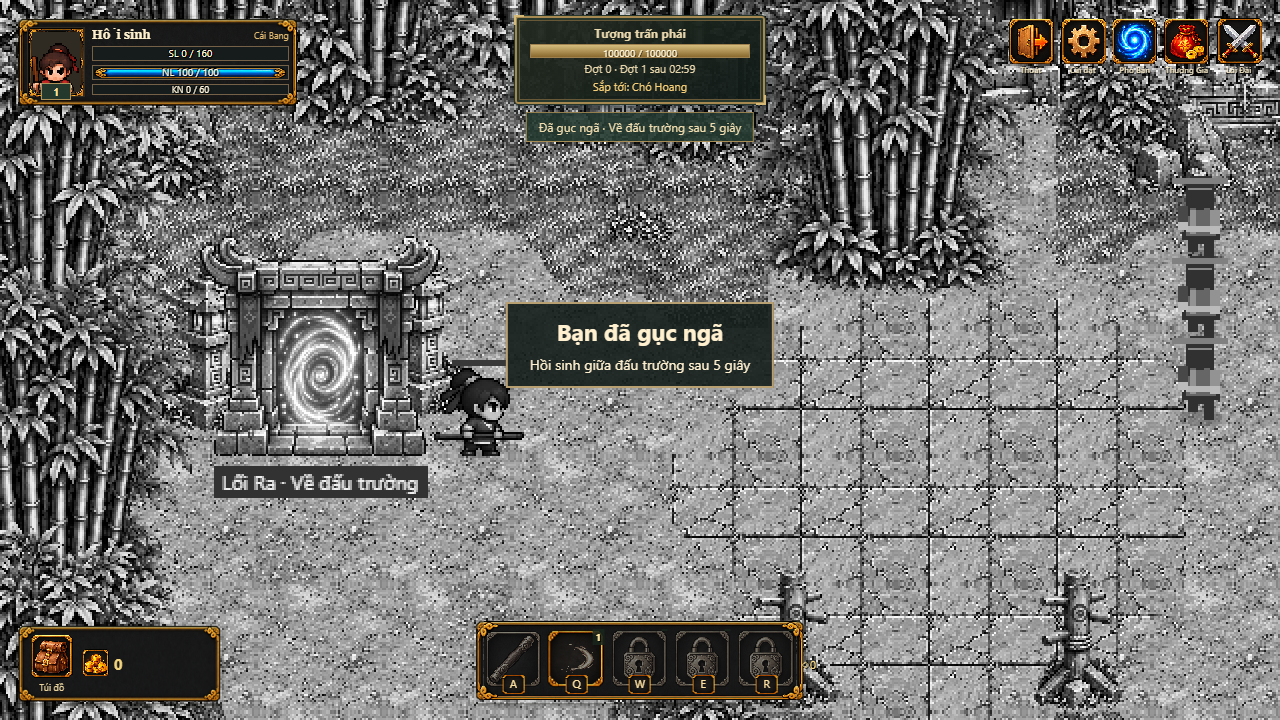 Hồi sinh
Cái Bang
SL 0 / 160
NL 100 / 100
KN 0 / 60
1
Tượng trấn phái
100000 / 100000
Đợt 0 · Đợt 1 sau 02:59
Sắp tới: Chó Hoang
Đã gục ngã · Về đấu trường sau 5 giây
Bạn đã gục ngã
Hồi sinh giữa đấu trường sau 5 giây
Lối Ra - Về đấu trường
0
Túi đồ
1
A
Q
W
E
R